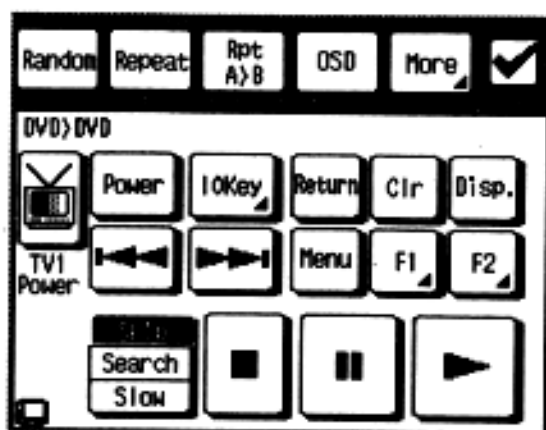 Random Repeat Rpt A>B OSD More
DVD>DVD
Power 10Key Return Clr Disp.
TV1 Power
Menu F1 F2
Search
Slow